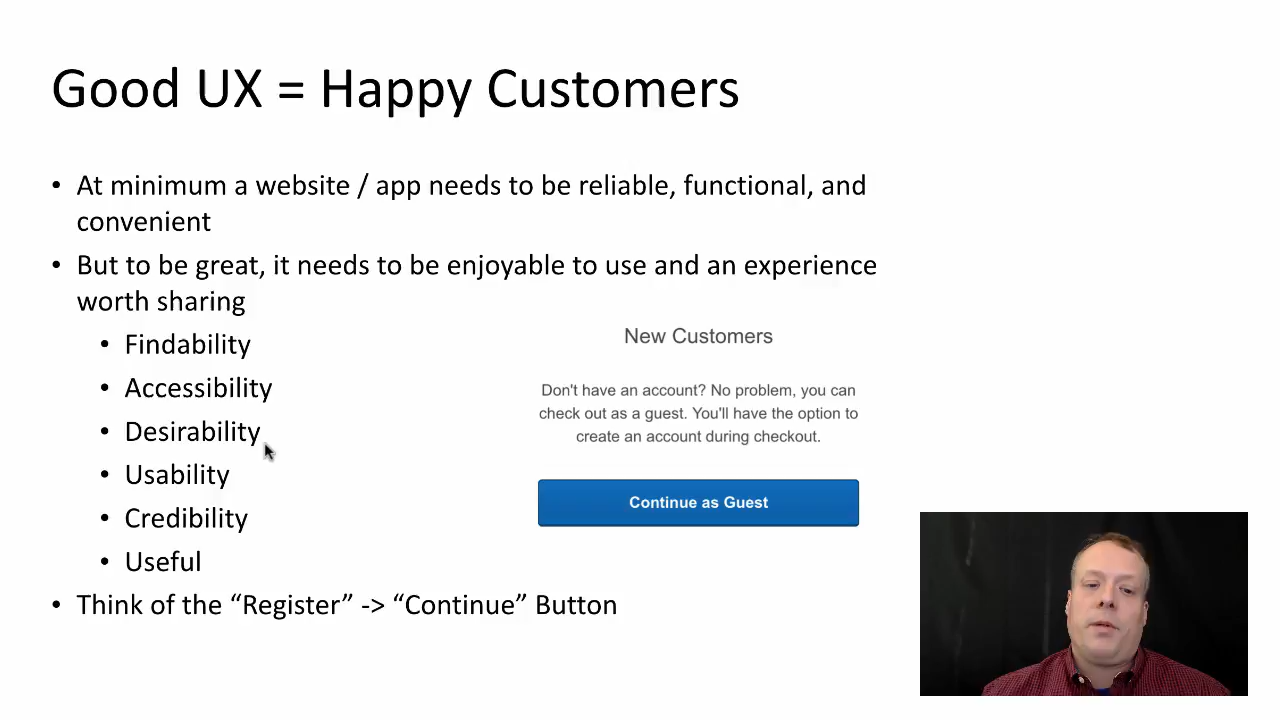 Good UX = Happy Customers
• At minimum a website / app needs to be reliable, functional, and
convenient
• But to be great, it needs to be enjoyable to use and an experience
worth sharing
• Findability
• Accessibility
• Desirability
• Usability
• Credibility
• Useful
• Think of the “Register” -> “Continue” Button
New Customers
Don't have an account? No problem, you can
check out as a guest. You'll have the option to
create an account during checkout.
Continue as Guest